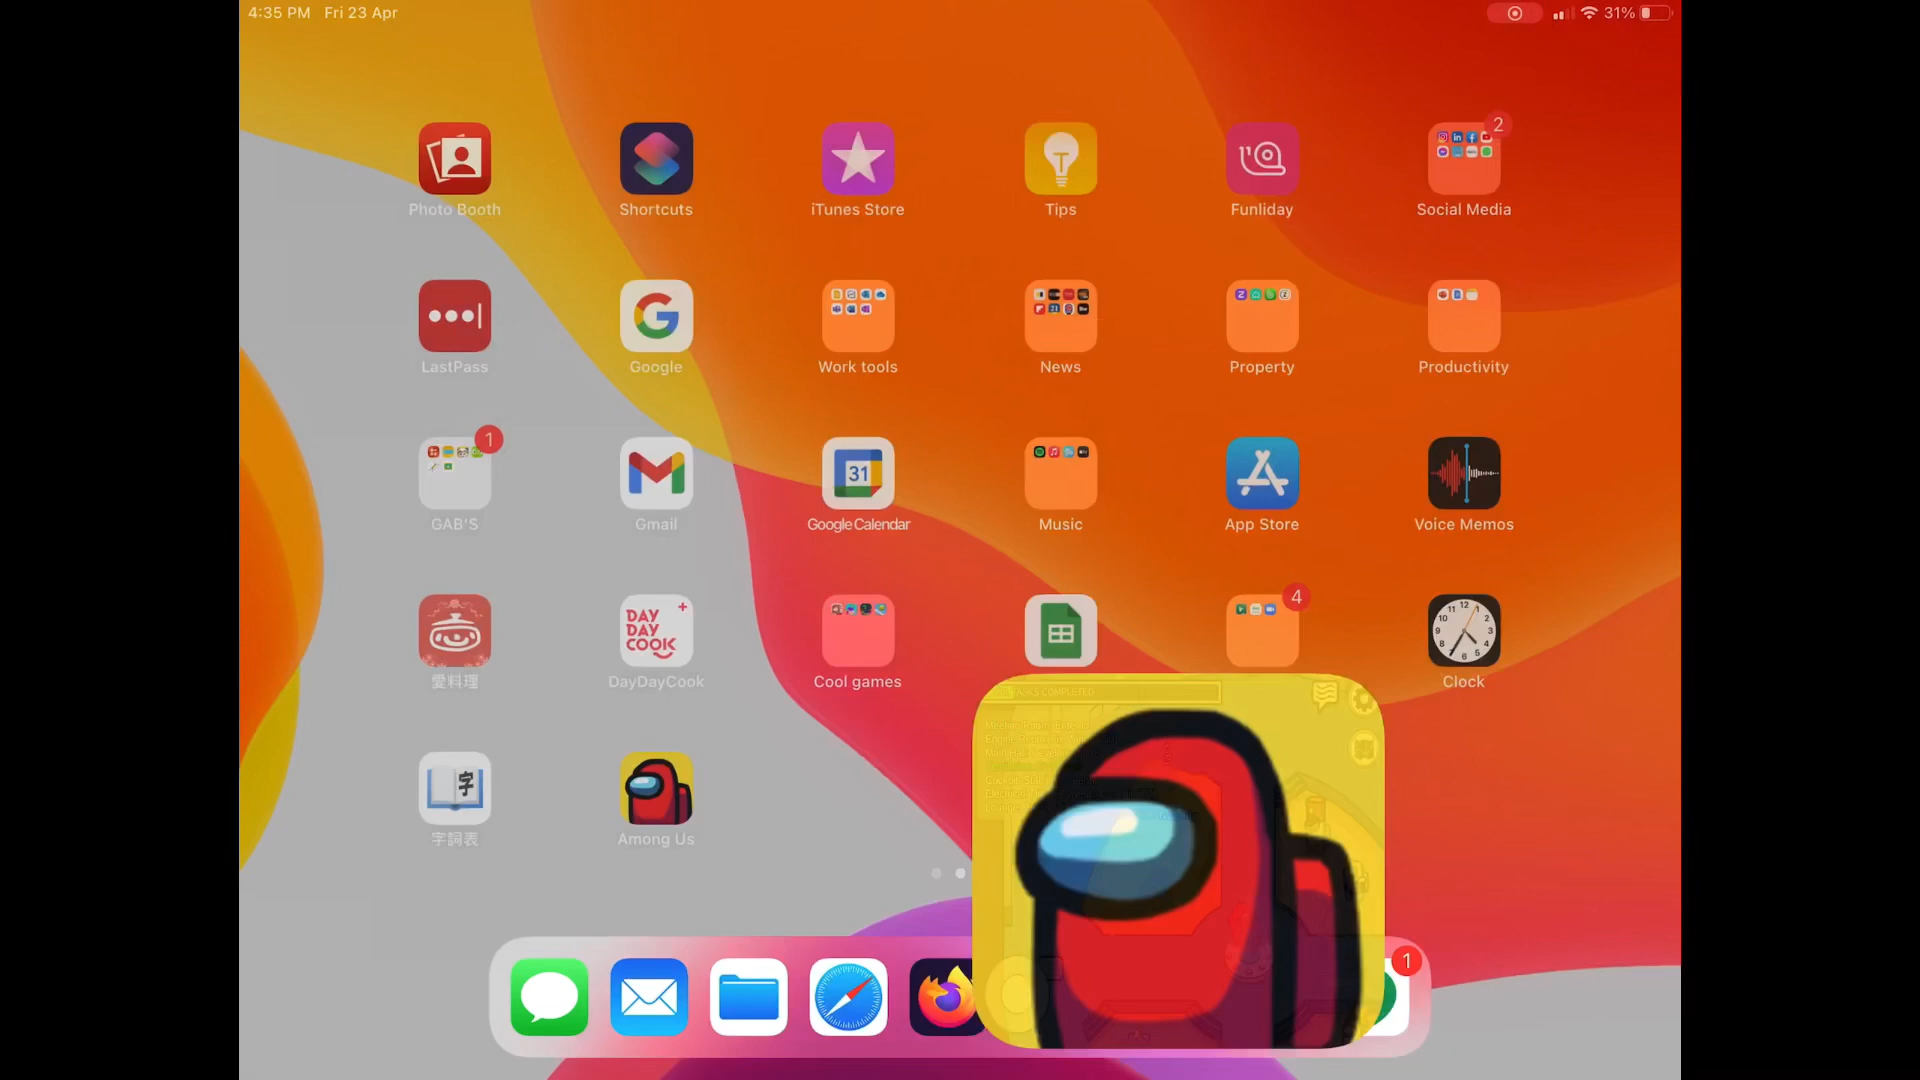 4:35 PM Fri 23 Apr
31%
2
Photo Booth
Shortcuts
iTunes Store
Tips
Funliday
Social Media
LastPass
Google
Work tools
News
Property
Productivity
1
31
GAB'S
Gmail
Google Calendar
Music
App Store
Voice Memos
DAY
DAY
COOK
4
愛料理
DayDayCook
Cool games
Clock
字
字詞表
Among Us
TASKS COMPLETED
1